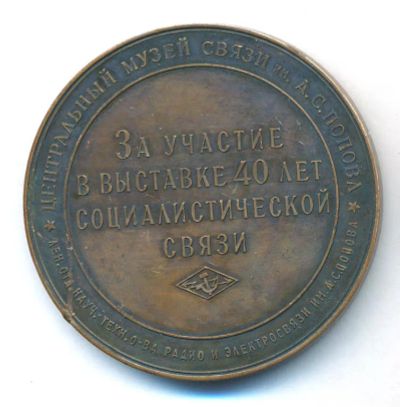 ЦЕНТРАЛЬНЫЙ МУЗЕЙ СВЯЗИ ИМ. А.С.ПОПОВА
ЗА УЧАСТИЕ
В ВЫСТАВКЕ 40 ЛЕТ
СОЦИАЛИСТИЧЕСКОЙ
СВЯЗИ
ЛЕН.ОТД.НАУЧ.-ТЕХН.О-ВА РАДИО И ЭЛЕКТРОСВЯЗИ ИМ.А.С.ПОПОВА